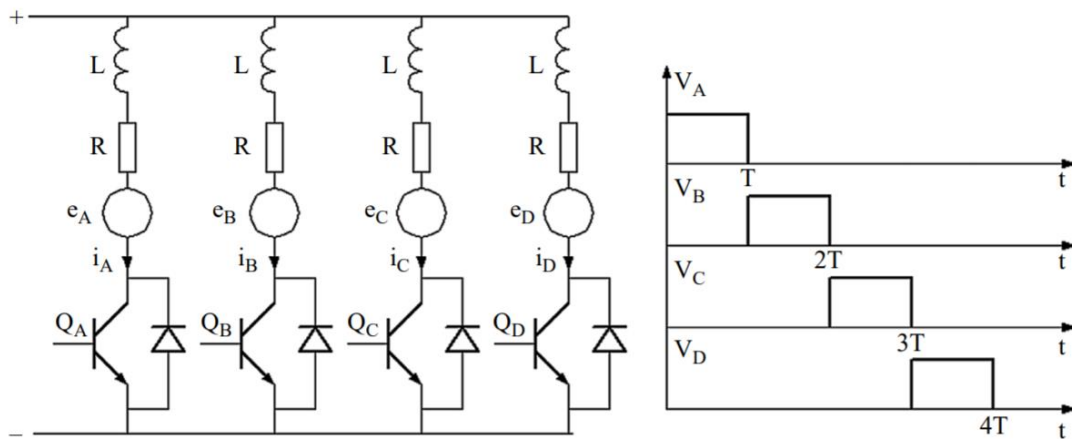 +
L L L L
R R R R
e_A e_B e_C e_D
i_A i_B i_C i_D
Q_A Q_B Q_C Q_D
−
V_A
T t
V_B
2T t
V_C
3T t
V_D
4T t